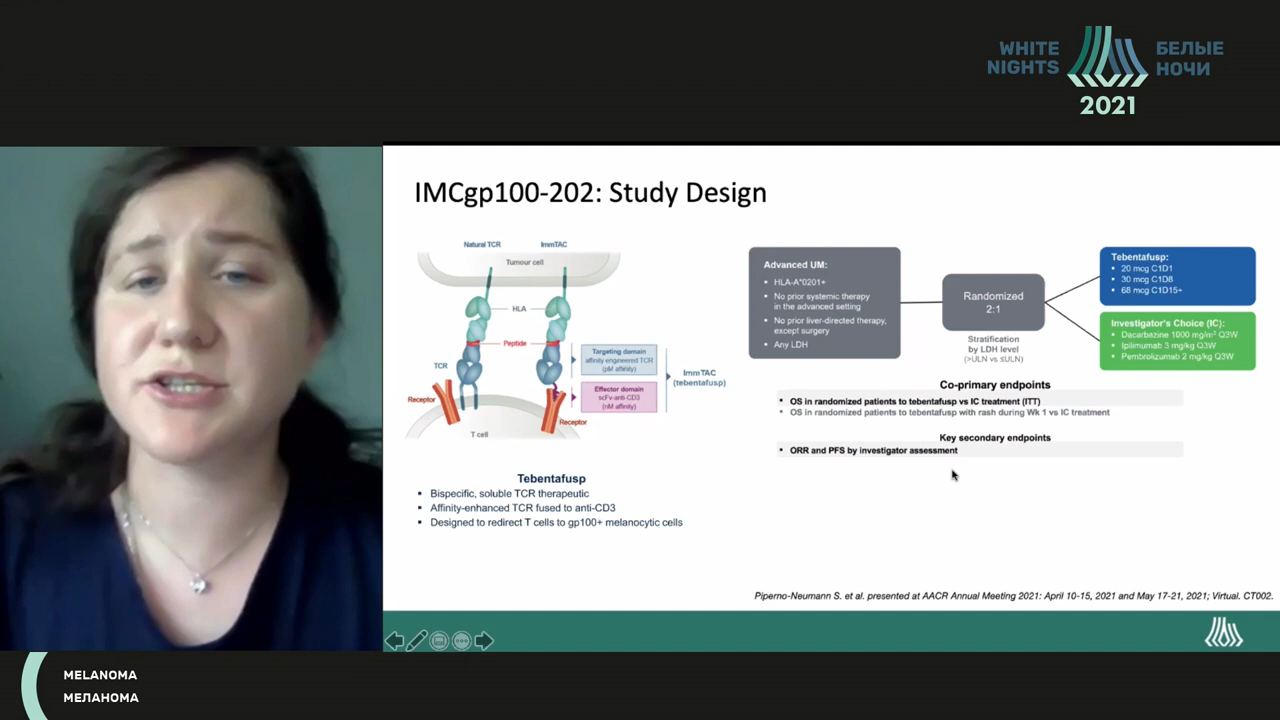 WHITE NIGHTS
БЕЛЫЕ НОЧИ
2021
IMCgp100-202: Study Design
Natural TCR
ImmTAC
Tumour cell
HLA
Peptide
TCR
Targeting domain
affinity engineered TCR
(pM affinity)
Effector domain
scFv-anti-CD3
(nM affinity)
ImmTAC
(tebentafusp)
Receptor
Receptor
T cell
Tebentafusp
• Bispecific, soluble TCR therapeutic
• Affinity-enhanced TCR fused to anti-CD3
• Designed to redirect T cells to gp100+ melanocytic cells
Advanced UM:
• HLA-A*0201+
• No prior systemic therapy
in the advanced setting
• No prior liver-directed therapy,
except surgery
• Any LDH
Randomized
2:1
Stratification
by LDH level
(>ULN vs ≤ULN)
Tebentafusp:
• 20 mcg C1D1
• 30 mcg C1D8
• 68 mcg C1D15+
Investigator's Choice (IC):
• Dacarbazine 1000 mg/m² Q3W
• Ipilimumab 3 mg/kg Q3W
• Pembrolizumab 2 mg/kg Q3W
Co-primary endpoints
• OS in randomized patients to tebentafusp vs IC treatment (ITT)
• OS in randomized patients to tebentafusp with rash during Wk 1 vs IC treatment
Key secondary endpoints
• ORR and PFS by investigator assessment
Piperno-Neumann S. et al. presented at AACR Annual Meeting 2021: April 10-15, 2021 and May 17-21, 2021; Virtual. CT002.
MELANOMA
МЕЛАНОМА